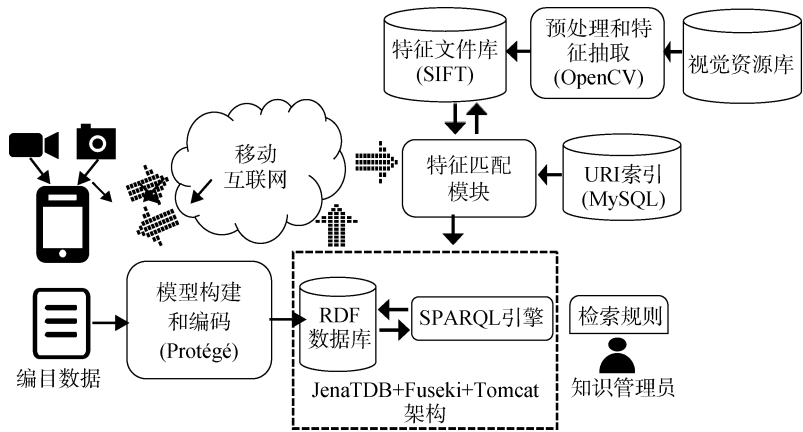 特征文件库
(SIFT)
预处理和特
征抽取
(OpenCV)
视觉资源库
移动
互联网
特征匹配
模块
URI索引
(MySQL)
模型构建
和编码
(Protégé)
RDF
数据库
SPARQL引擎
检索规则
编目数据
JenaTDB+Fuseki+Tomcat
架构
知识管理员